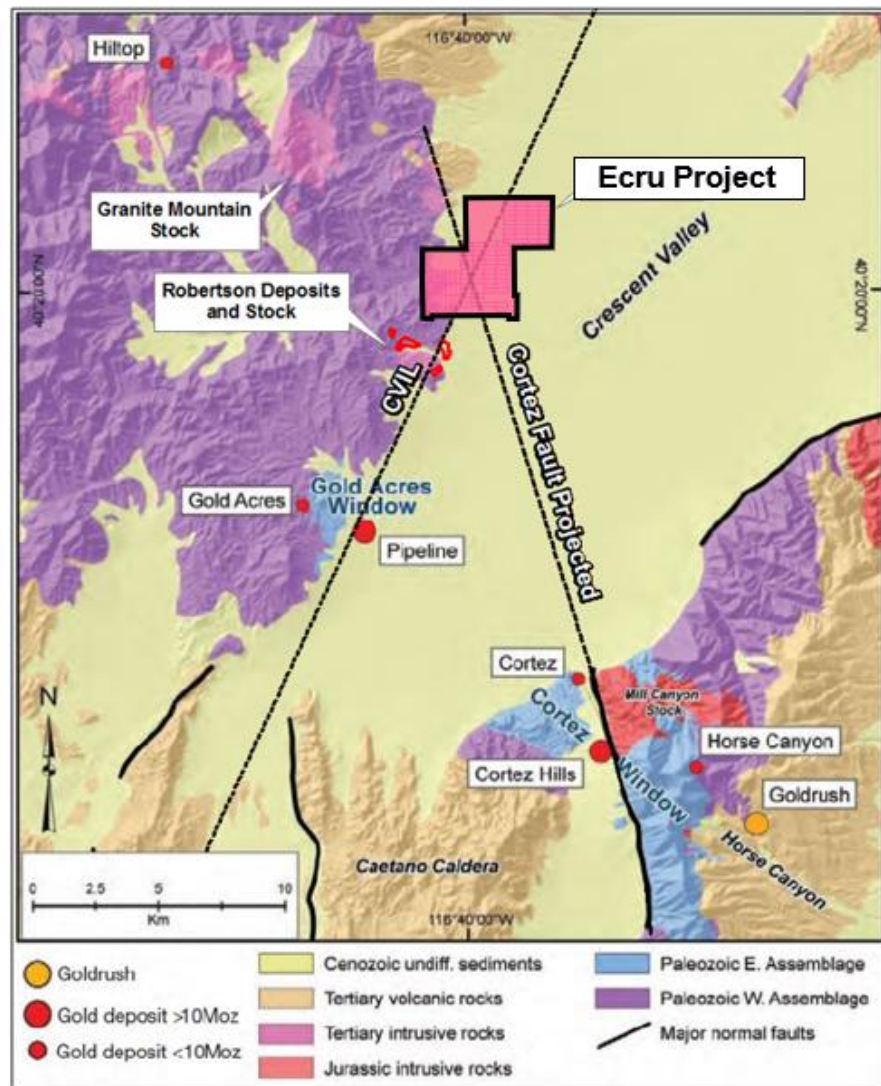 116°40'00"W
Hilltop
Ecru Project
Granite Mountain
Stock
Crescent Valley
40°20'00"N
40°20'00"N
Robertson Deposits
and Stock
CVIL
Cortez Fault Projected
Gold Acres
Gold Acres
Window
Pipeline
N
Cortez
Mill Canyon
Stock
Cortez
Window
Horse Canyon
Cortez Hills
Goldrush
Horse Canyon
Caetano Caldera
0 2.5 5 10
Km
116°40'00"W
Goldrush
Gold deposit >10Moz
Gold deposit <10Moz
Cenozoic undiff. sediments
Tertiary volcanic rocks
Tertiary intrusive rocks
Jurassic intrusive rocks
Paleozoic E. Assemblage
Paleozoic W. Assemblage
Major normal faults